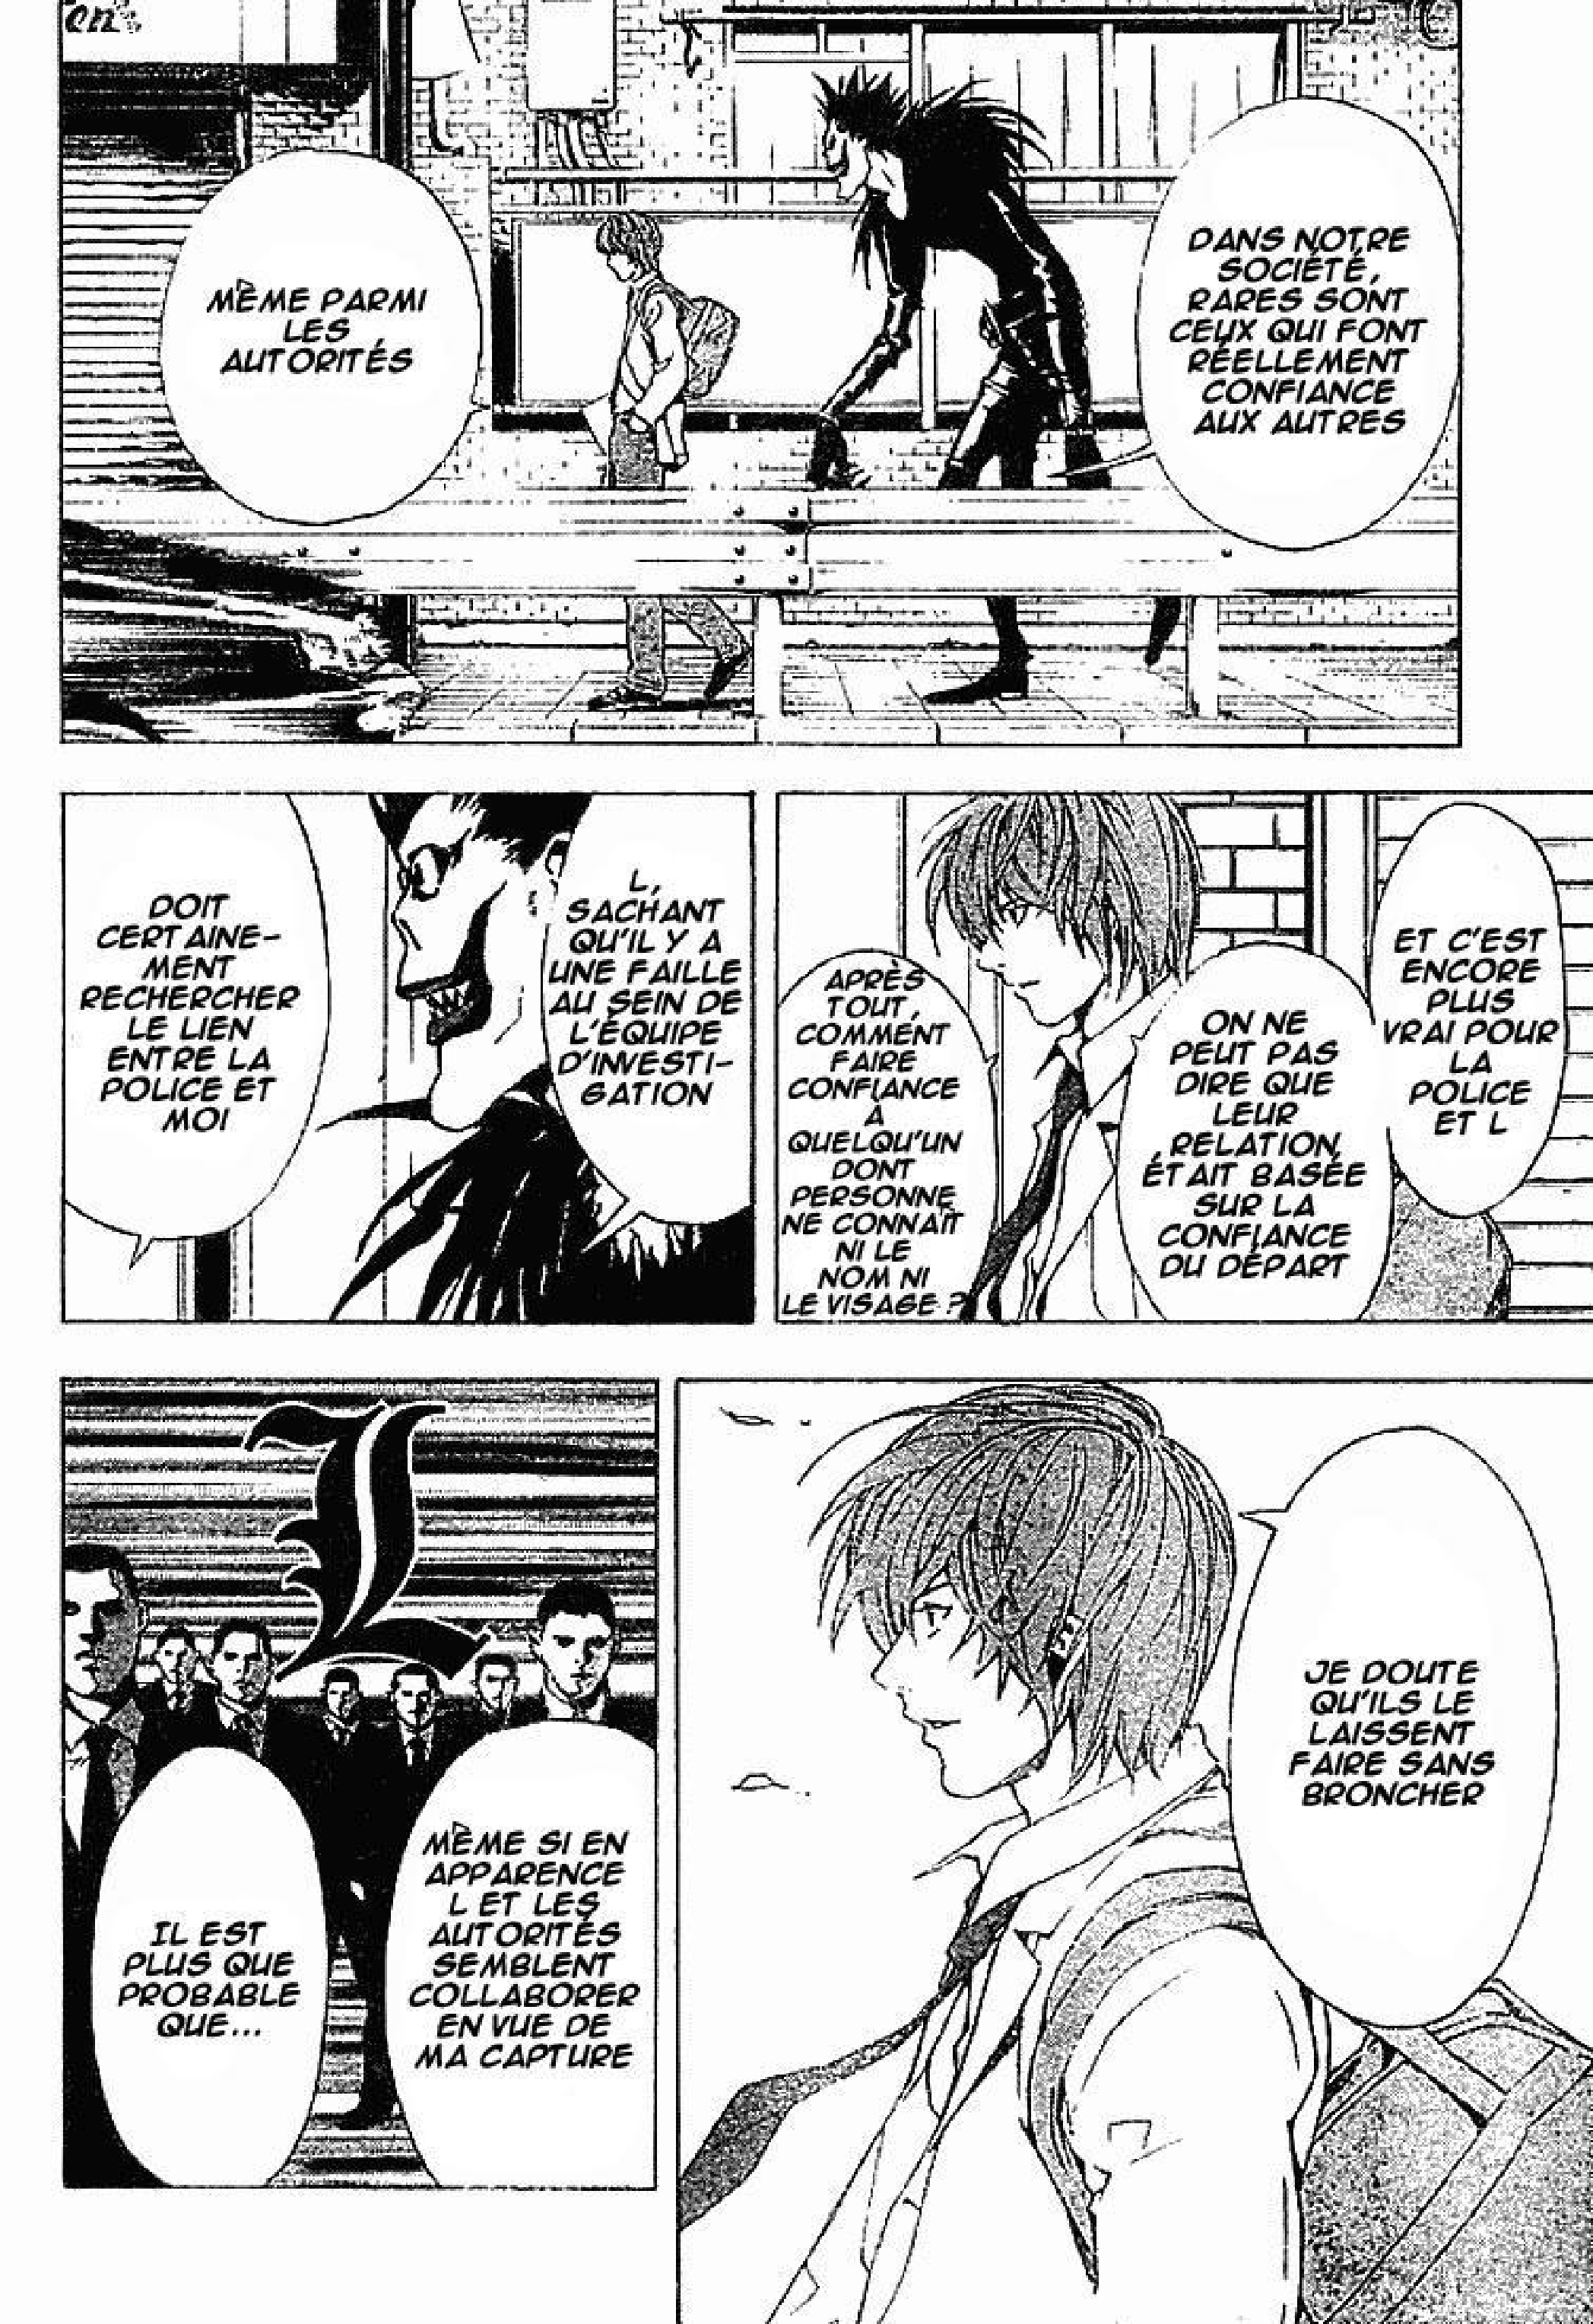 en
DANS NOTRE
SOCIÉTÉ,
RARES SONT
CEUX QUI FONT
RÉELLEMENT
CONFIANCE
AUX AUTRES
MÊME PARMI
LES
AUTORITÉS
ET C'EST
ENCORE
PLUS
VRAI POUR
LA
POLICE
ET L
ON NE
PEUT PAS
DIRE QUE
LEUR
RELATION
ÉTAIT BASÉE
SUR LA
CONFIANCE
DU DÉPART
APRÈS
TOUT,
COMMENT
FAIRE
CONFIANCE
À
QUELQU'UN
DONT
PERSONNE
NE CONNAÎT
NI LE
NOM NI
LE VISAGE ?
L,
SACHANT
QU'IL Y A
UNE FAILLE
AU SEIN DE
L'ÉQUIPE
D'INVESTI-
GATION
DOIT
CERTAINE-
MENT
RECHERCHER
LE LIEN
ENTRE LA
POLICE ET
MOI
JE DOUTE
QU'ILS LE
LAISSENT
FAIRE SANS
BRONCHER
L
MÊME SI EN
APPARENCE
L ET LES
AUTORITÉS
SEMBLENT
COLLABORER
EN VUE DE
MA CAPTURE
IL EST
PLUS QUE
PROBABLE
QUE...